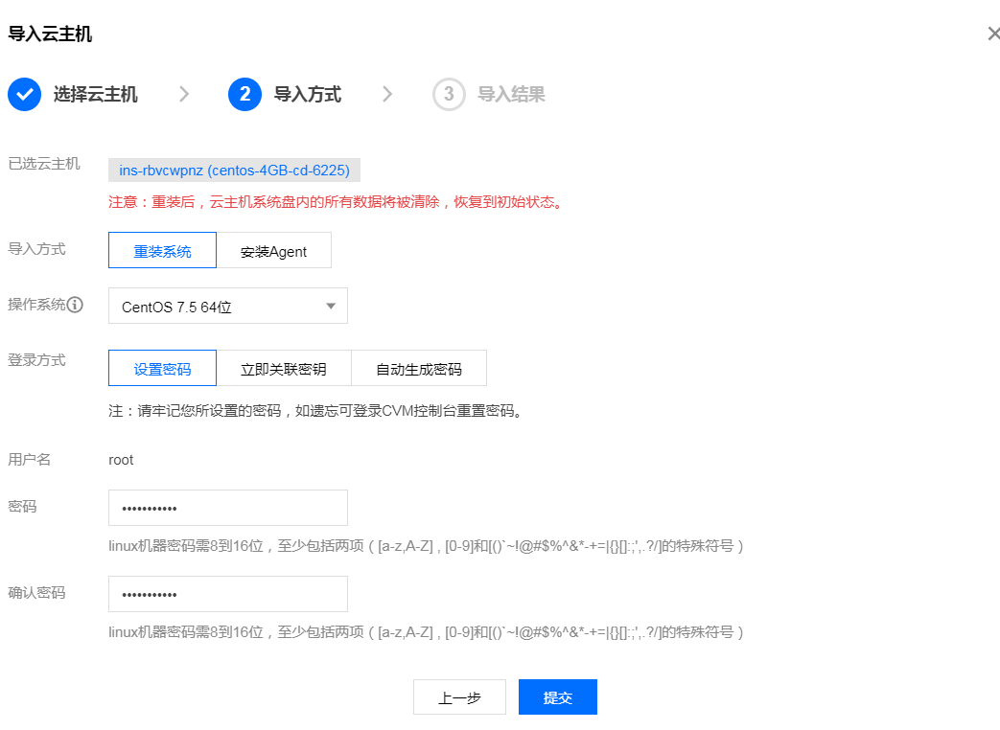 导入云主机
选择云主机
2 导入方式
3 导入结果
已选云主机
ins-rbvcwpnz (centos-4GB-cd-6225)
注意：重装后，云主机系统盘内的所有数据将被清除，恢复到初始状态。
导入方式 重装系统 安装Agent
操作系统 CentOS 7.5 64位
登录方式 设置密码 立即关联密钥 自动生成密码
注：请牢记您所设置的密码，如遗忘可登录CVM控制台重置密码。
用户名 root
密码 •••••••••••
linux机器密码需8到16位，至少包括两项（[a-z,A-Z] , [0-9]和[()`~!@#$%^&*-+=|{}[]:;',.?/]的特殊符号）
确认密码 •••••••••••
linux机器密码需8到16位，至少包括两项（[a-z,A-Z] , [0-9]和[()`~!@#$%^&*-+=|{}[]:;',.?/]的特殊符号）
上一步 提交